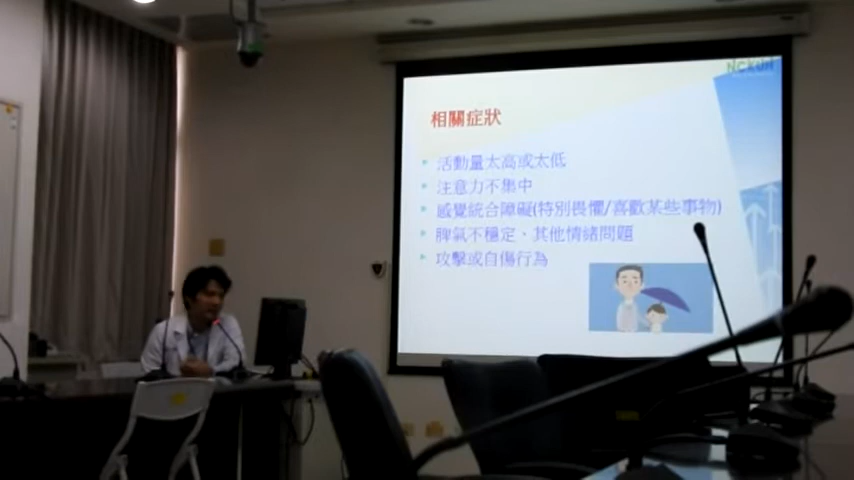 NCKUH
相關症狀
活動量太高或太低
注意力不集中
感覺統合障礙(特別畏懼/喜歡某些事物)
脾氣不穩定、其他情緒問題
攻擊或自傷行為